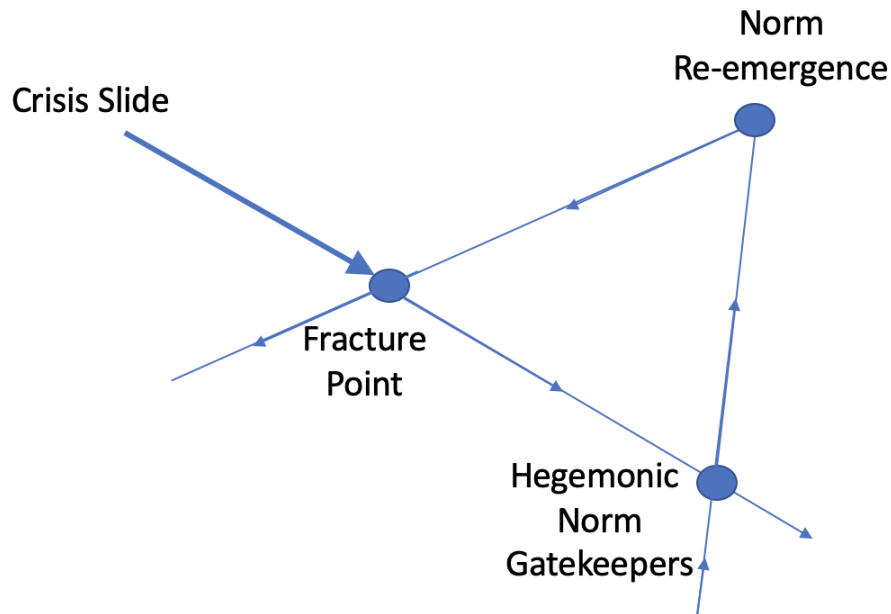 Norm
Re-emergence
Crisis Slide
Fracture
Point
Hegemonic
Norm
Gatekeepers